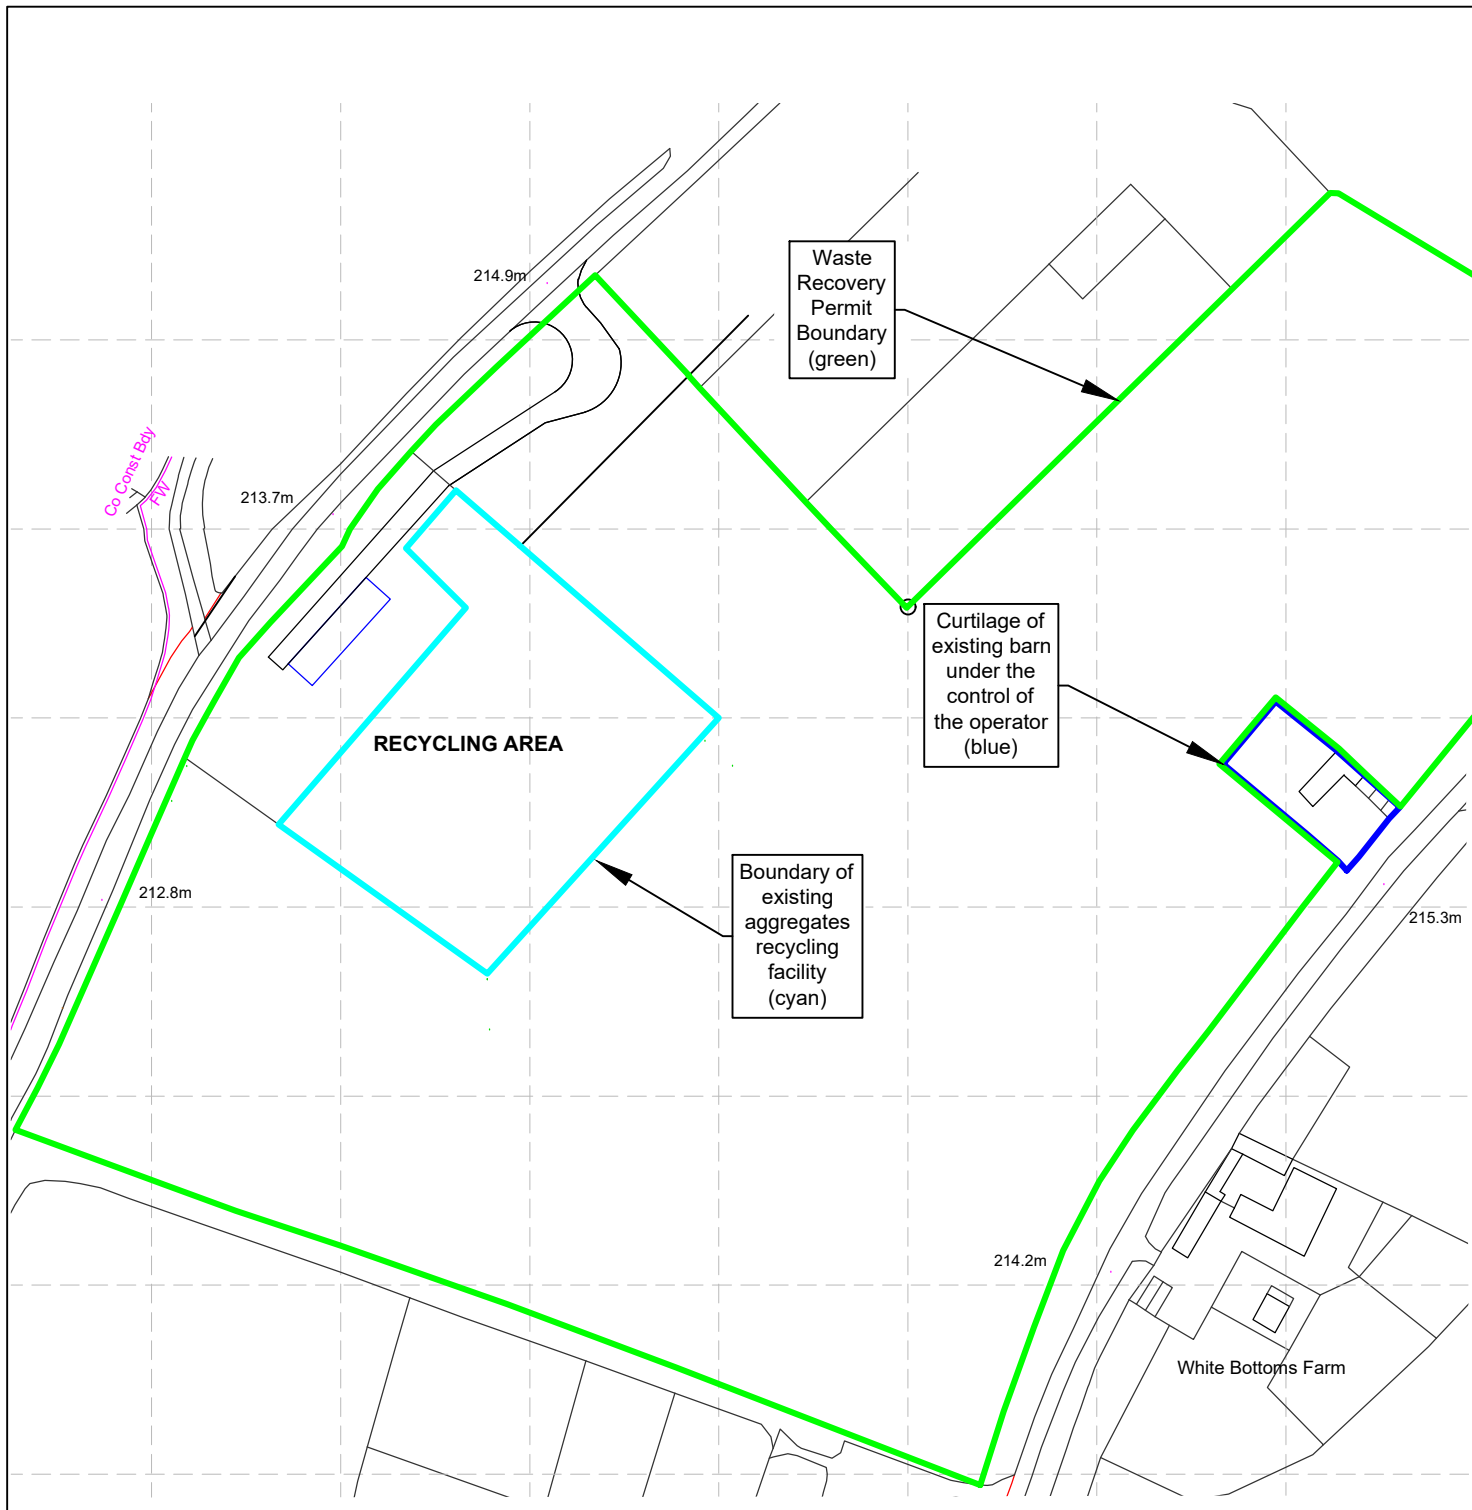 Waste
Recovery
Permit
Boundary
(green)
214.9m
Co Const Bdy
FW
213.7m
Curtilage of
existing barn
under the
control of
the operator
(blue)
RECYCLING AREA
Boundary of
existing
aggregates
recycling
facility
(cyan)
212.8m
215.3m
214.2m
White Bottoms Farm